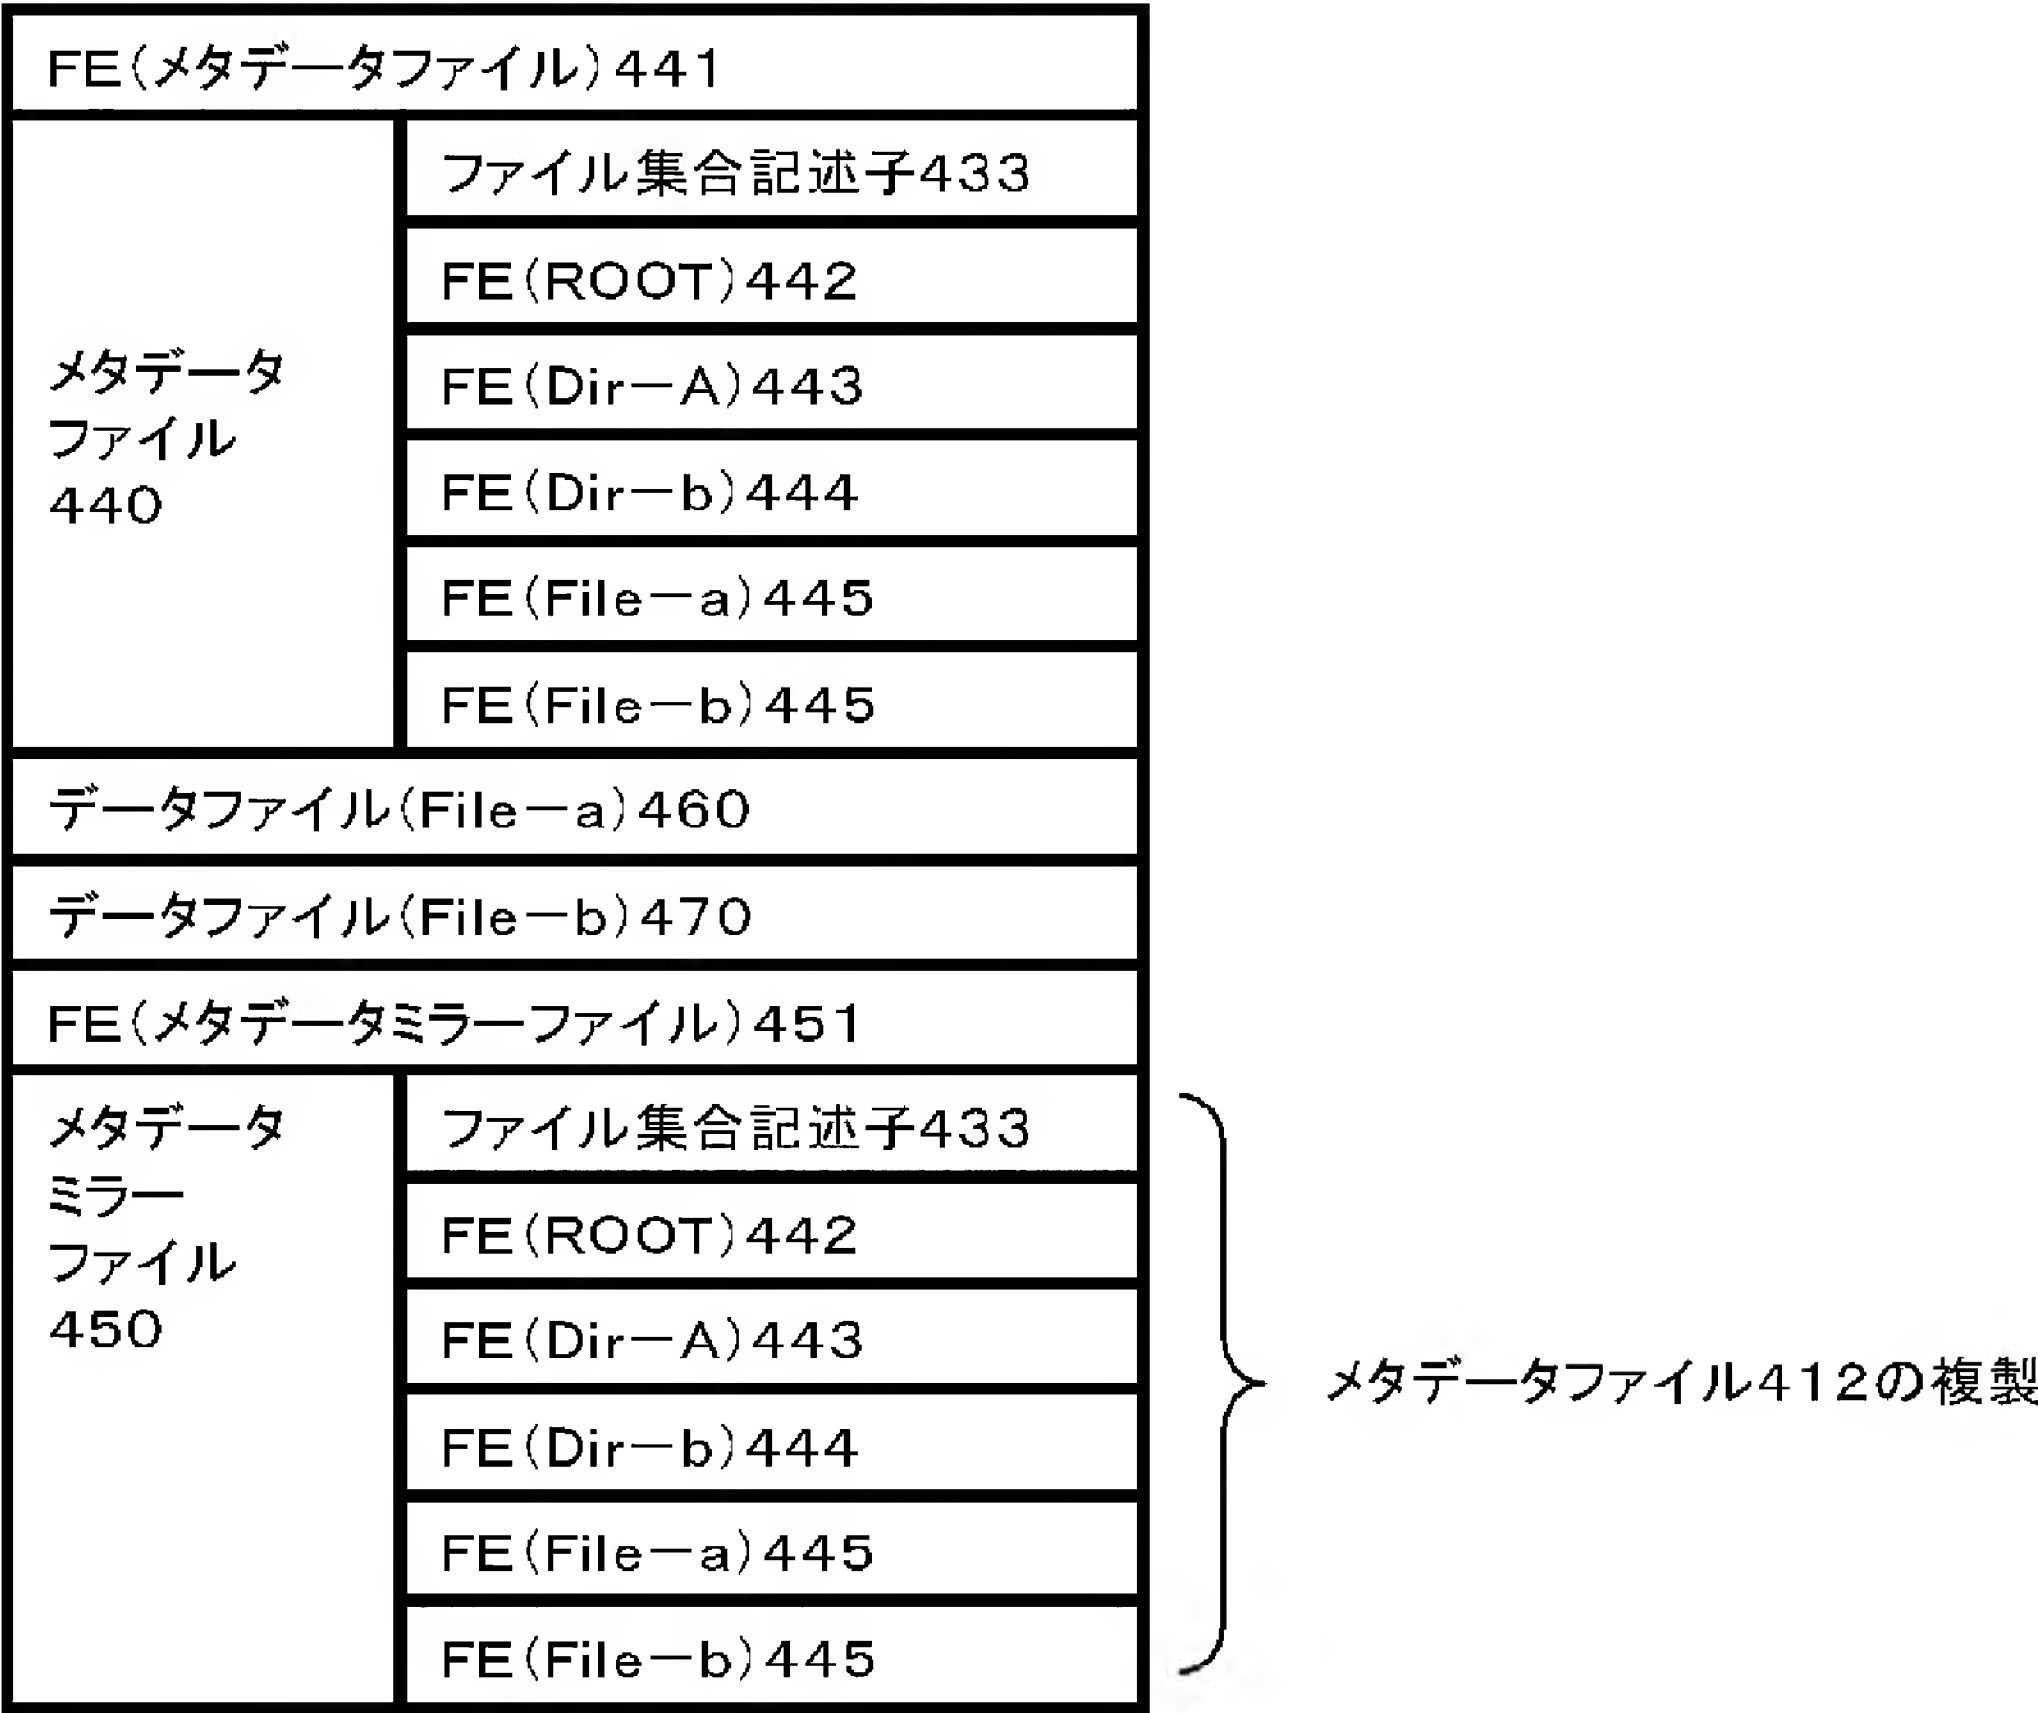 FE(メタデータファイル)441
メタデータ
ファイル
440
ファイル集合記述子433
FE(ROOT)442
FE(Dir－A)443
FE(Dir－b)444
FE(File－a)445
FE(File－b)445
データファイル(File－a)460
データファイル(File－b)470
FE(メタデータミラーファイル)451
メタデータ
ミラー
ファイル
450
ファイル集合記述子433
FE(ROOT)442
FE(Dir－A)443
FE(Dir－b)444
FE(File－a)445
FE(File－b)445
メタデータファイル412の複製